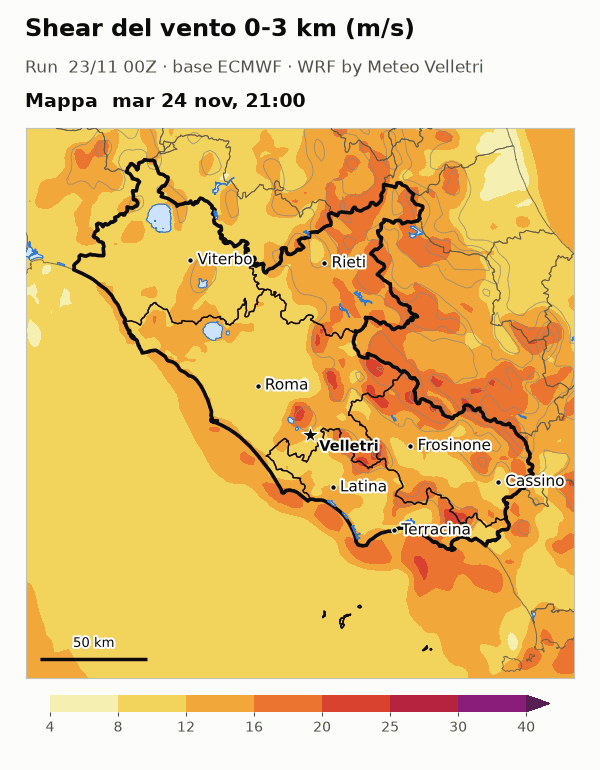 Shear del vento 0-3 km (m/s)
Run  23/11 00Z · base ECMWF · WRF by Meteo Velletri
Mappa  mar 24 nov, 21:00
Viterbo
Rieti
Roma
Velletri
Frosinone
Cassino
Latina
Terracina
50 km
4 8 12 16 20 25 30 40